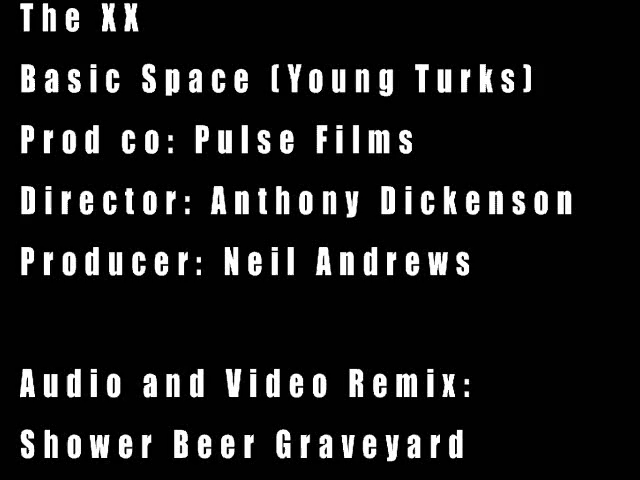 The XX
Basic Space (Young Turks)
Prod co: Pulse Films
Director: Anthony Dickenson
Producer: Neil Andrews
Audio and Video Remix:
Shower Beer Graveyard